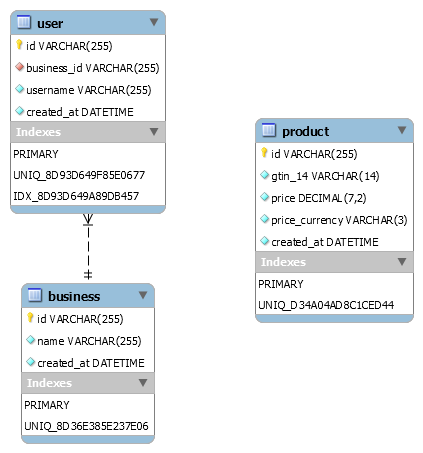 user
id VARCHAR(255)
business_id VARCHAR(255)
username VARCHAR(255)
created_at DATETIME
Indexes
PRIMARY
UNIQ_8D93D649F85E0677
IDX_8D93D649A89DB457
business
id VARCHAR(255)
name VARCHAR(255)
created_at DATETIME
Indexes
PRIMARY
UNIQ_8D36E385E237E06
product
id VARCHAR(255)
gtin_14 VARCHAR(14)
price DECIMAL(7,2)
price_currency VARCHAR(3)
created_at DATETIME
Indexes
PRIMARY
UNIQ_D34A04AD8C1CED44